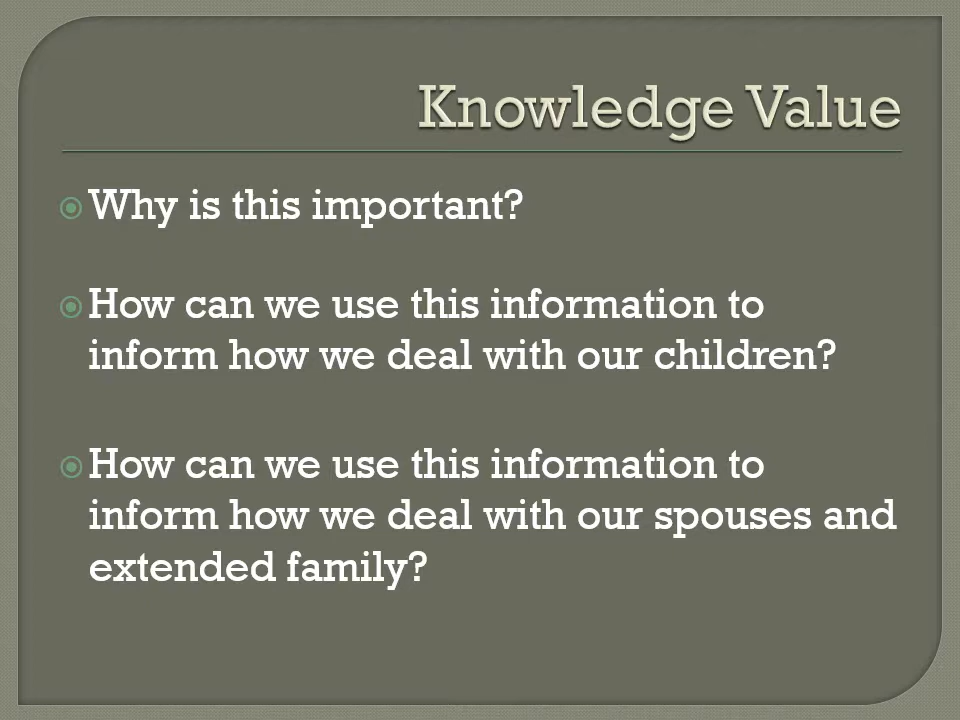 Knowledge Value
Why is this important?
How can we use this information to
inform how we deal with our children?
How can we use this information to
inform how we deal with our spouses and
extended family?